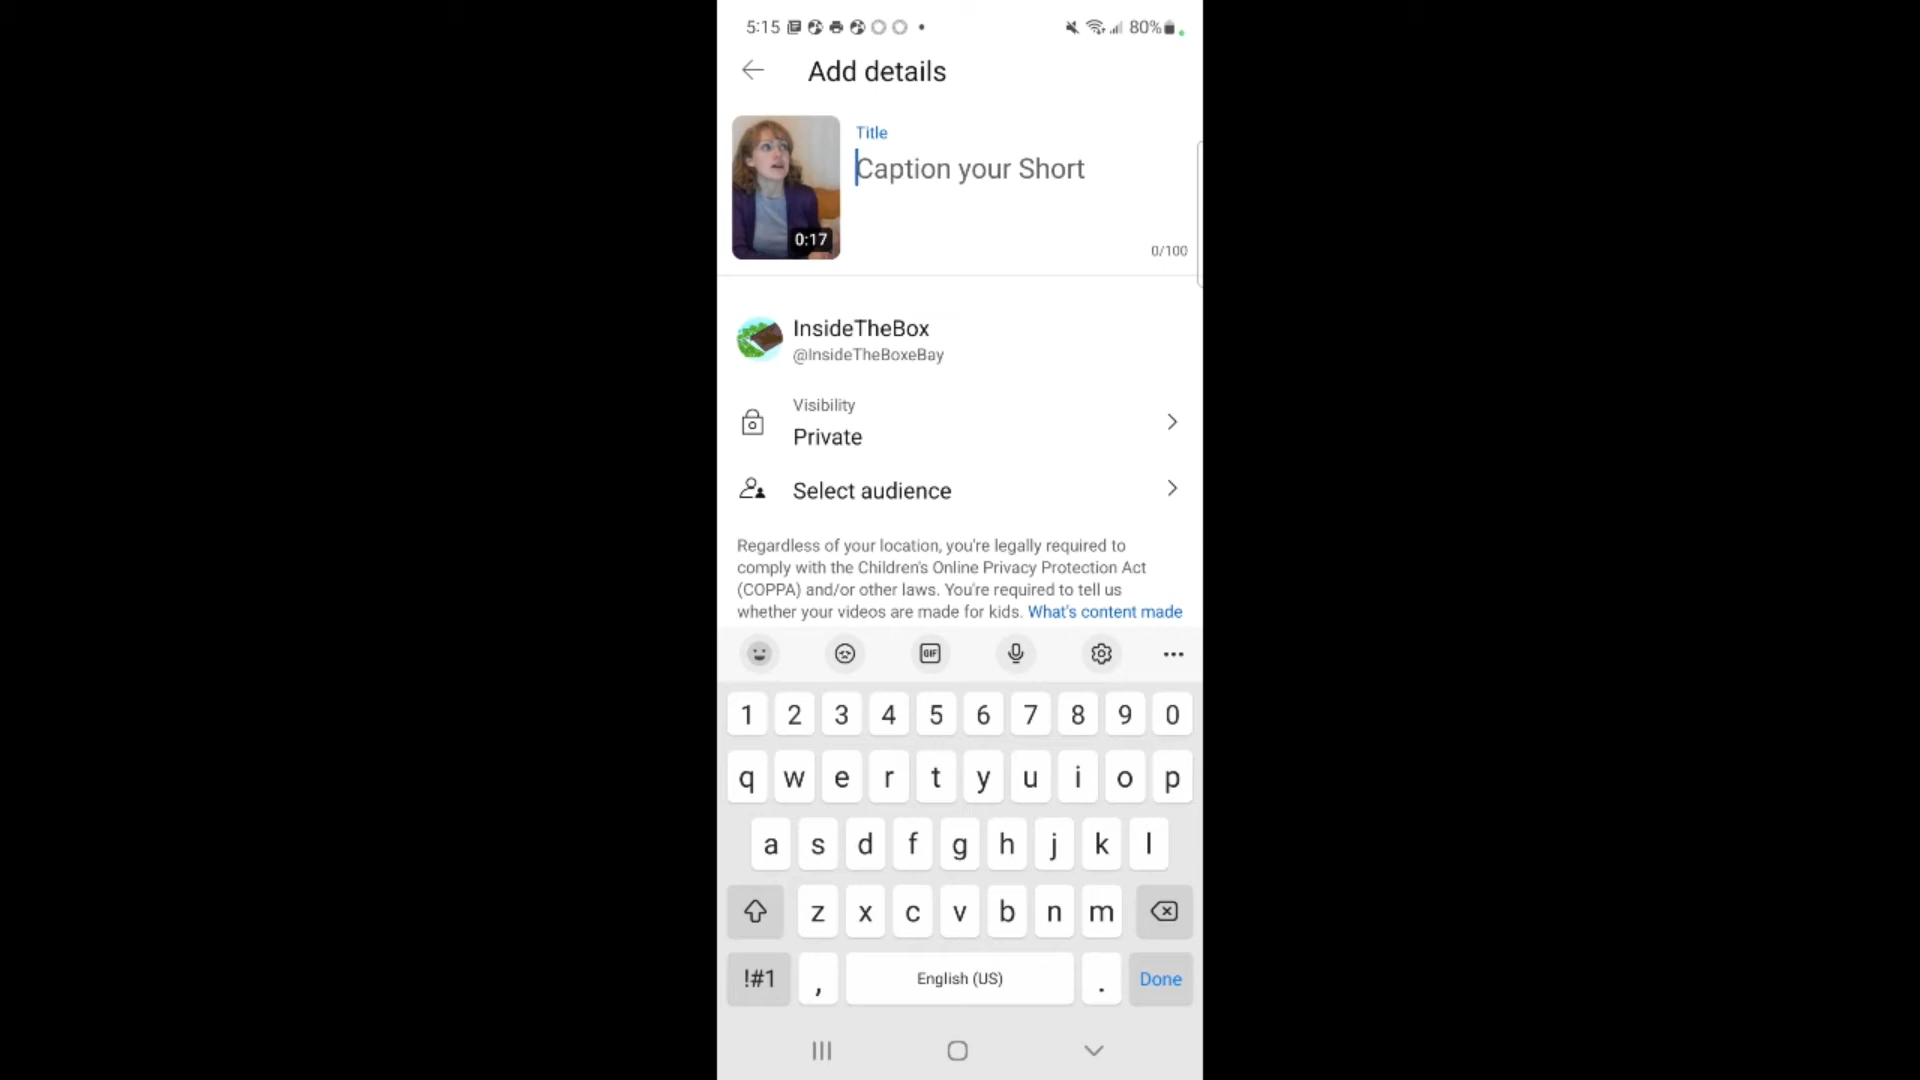 5:15 80%
Add details
Title
Caption your Short
0:17
0/100
InsideTheBox
@InsideTheBoxeBay
Visibility
Private
Select audience
Regardless of your location, you're legally required to
comply with the Children's Online Privacy Protection Act
(COPPA) and/or other laws. You're required to tell us
whether your videos are made for kids. What's content made
GIF
1 2 3 4 5 6 7 8 9 0
q w e r t y u i o p
a s d f g h j k l
z x c v b n m
!#1 , English (US) . Done